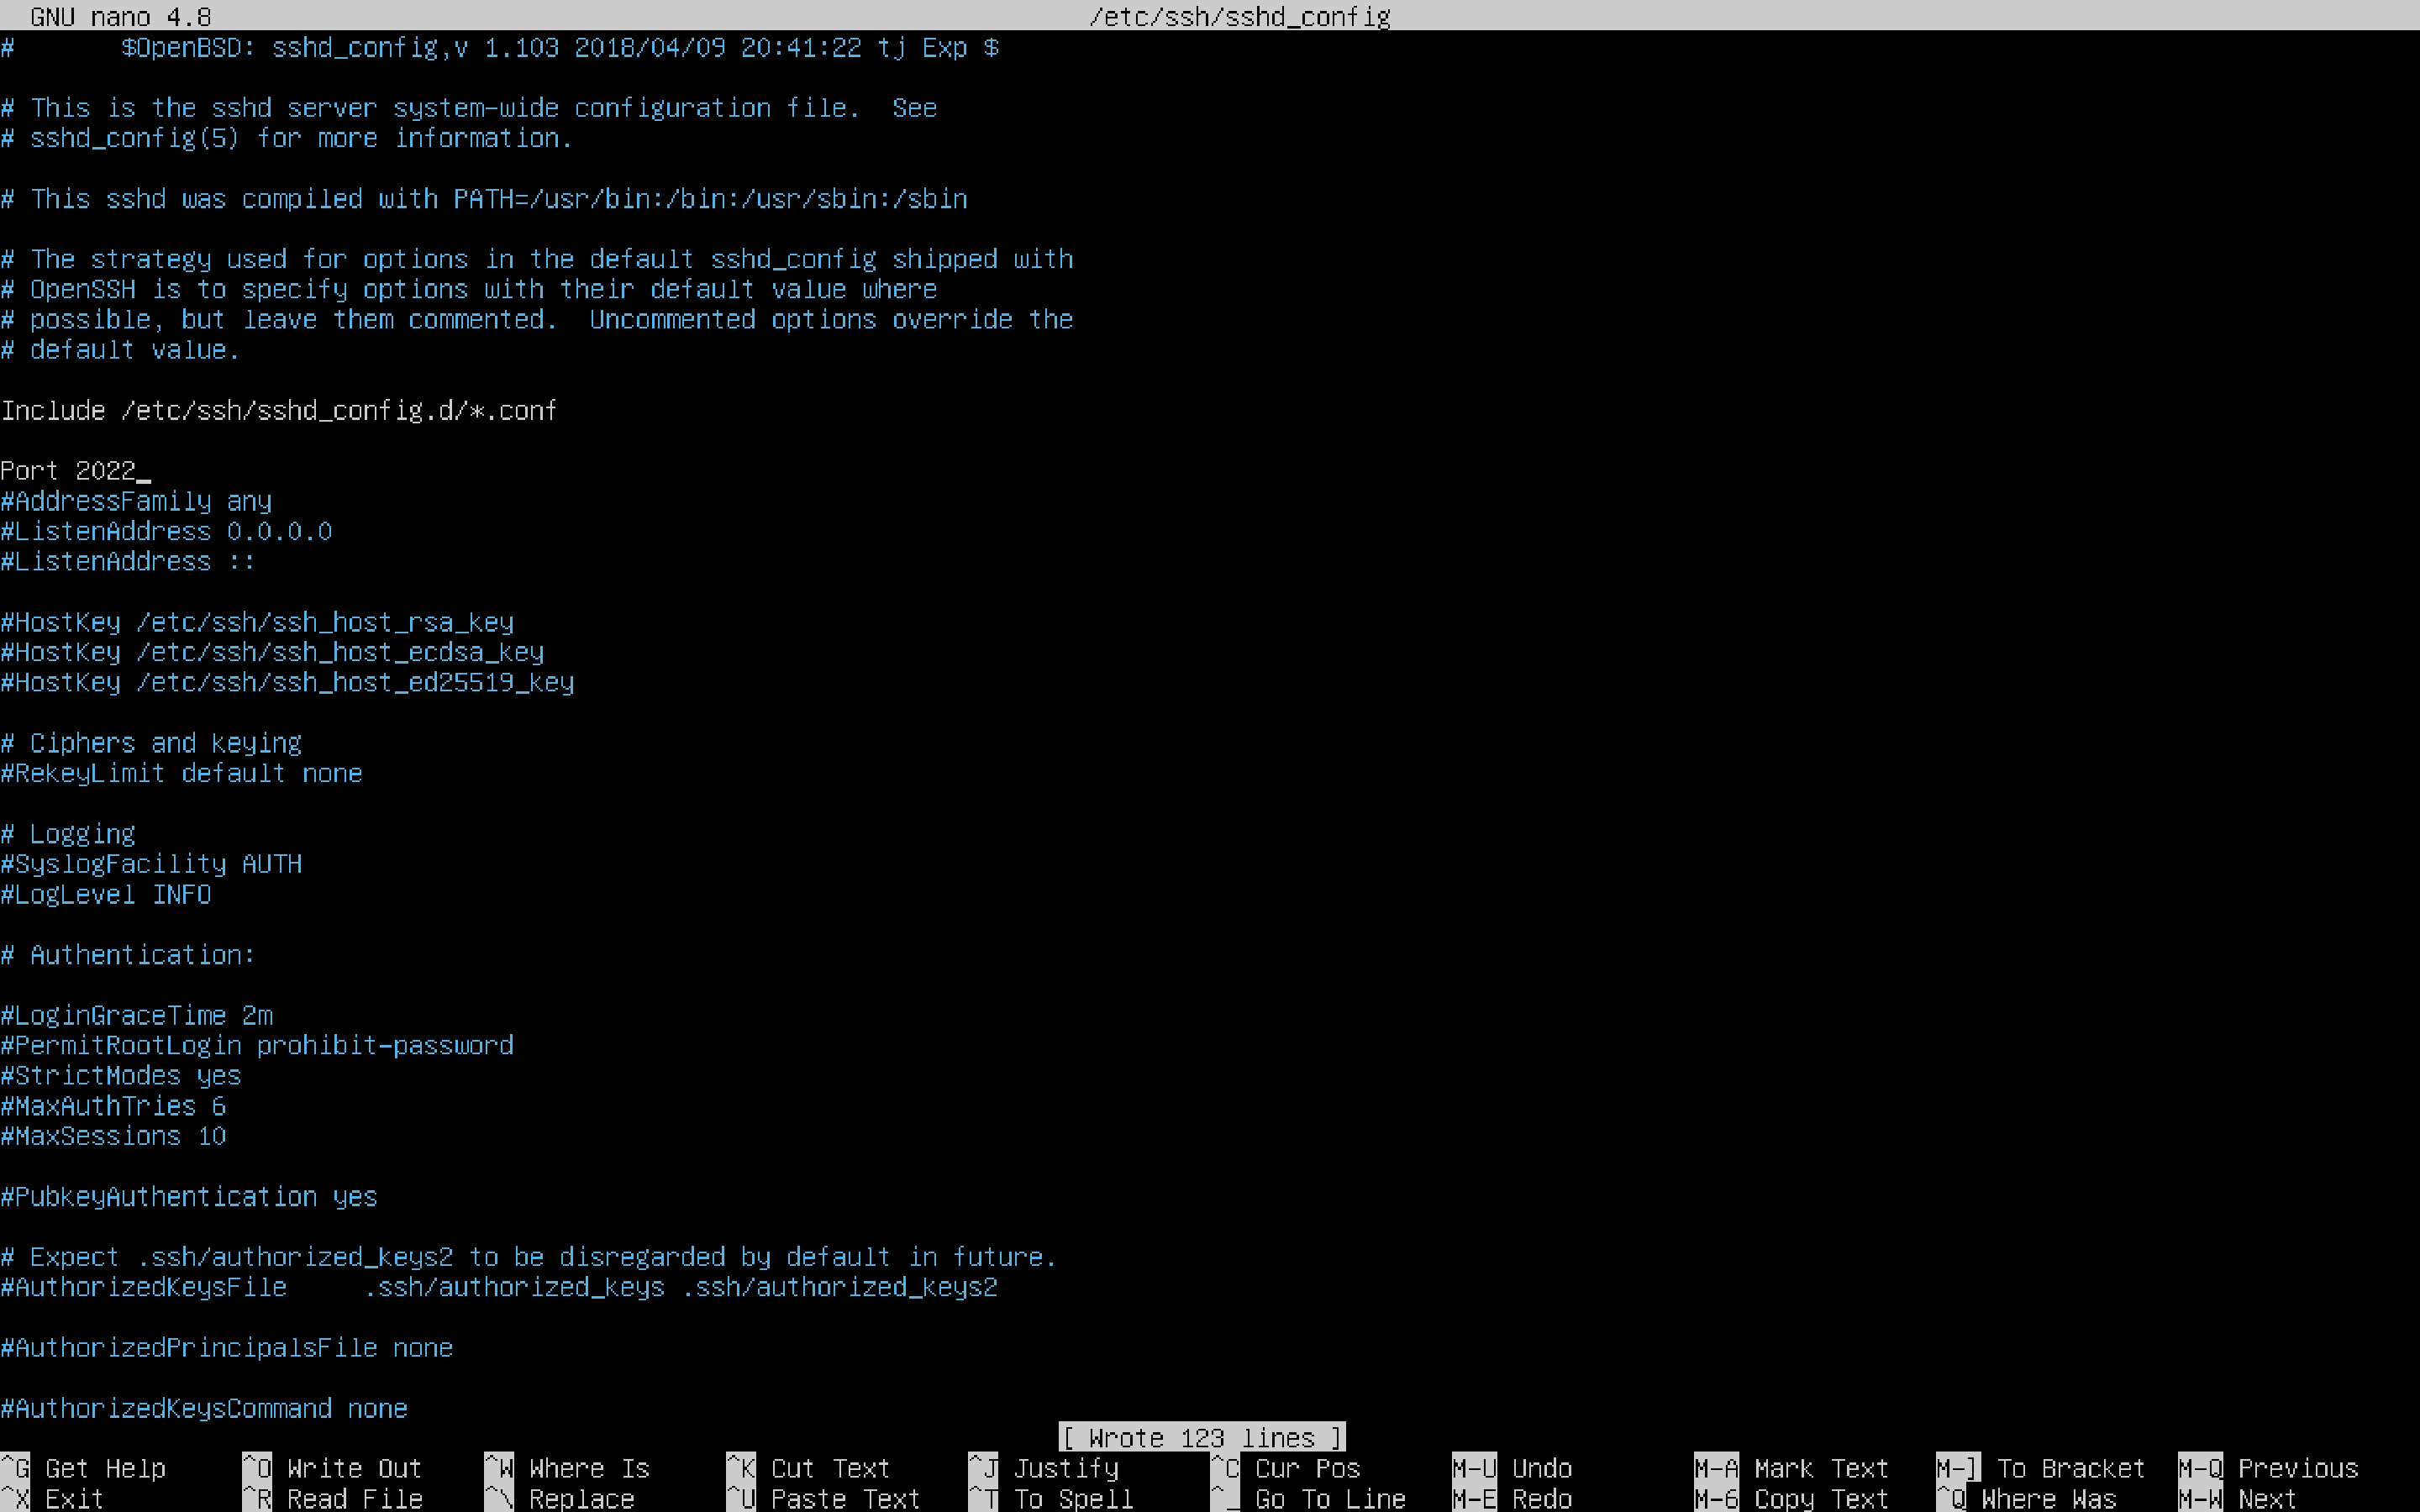 GNU nano 4.8 /etc/ssh/sshd_config
# $OpenBSD: sshd_config,v 1.103 2018/04/09 20:41:22 tj Exp $
# This is the sshd server system-wide configuration file.  See
# sshd_config(5) for more information.
# This sshd was compiled with PATH=/usr/bin:/bin:/usr/sbin:/sbin
# The strategy used for options in the default sshd_config shipped with
# OpenSSH is to specify options with their default value where
# possible, but leave them commented.  Uncommented options override the
# default value.
Include /etc/ssh/sshd_config.d/*.conf
Port 2022
#AddressFamily any
#ListenAddress 0.0.0.0
#ListenAddress ::
#HostKey /etc/ssh/ssh_host_rsa_key
#HostKey /etc/ssh/ssh_host_ecdsa_key
#HostKey /etc/ssh/ssh_host_ed25519_key
# Ciphers and keying
#RekeyLimit default none
# Logging
#SyslogFacility AUTH
#LogLevel INFO
# Authentication:
#LoginGraceTime 2m
#PermitRootLogin prohibit-password
#StrictModes yes
#MaxAuthTries 6
#MaxSessions 10
#PubkeyAuthentication yes
# Expect .ssh/authorized_keys2 to be disregarded by default in future.
#AuthorizedKeysFile     .ssh/authorized_keys .ssh/authorized_keys2
#AuthorizedPrincipalsFile none
#AuthorizedKeysCommand none
[ Wrote 123 lines ]
^G Get Help ^O Write Out ^W Where Is ^K Cut Text ^J Justify ^C Cur Pos M-U Undo M-A Mark Text M-] To Bracket M-Q Previous
^X Exit ^R Read File ^\ Replace ^U Paste Text ^T To Spell ^_ Go To Line M-E Redo M-6 Copy Text ^Q Where Was M-W Next